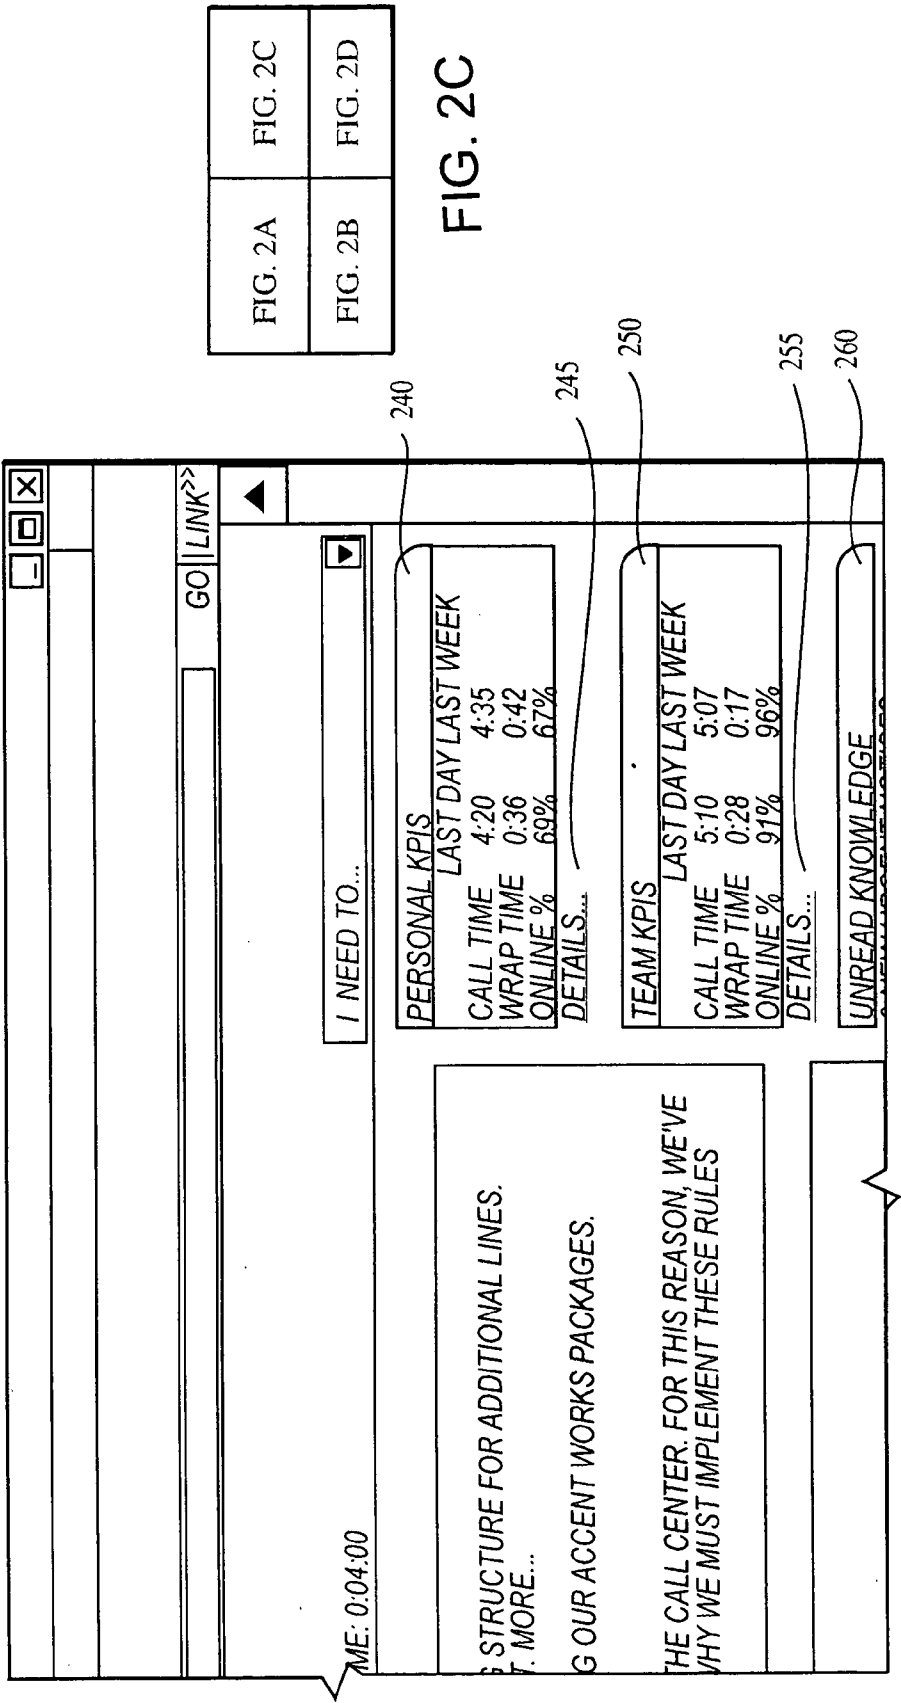 FIG. 2A FIG. 2C
FIG. 2B FIG. 2D
FIG. 2C
GO LINK>>
ME: 0:04:00
I NEED TO...
240
PERSONAL KPIS
LAST DAY LAST WEEK
CALL TIME 4:20 4:35
WRAP TIME 0:36 0:42
ONLINE % 69% 67%
DETAILS...
245
250
TEAM KPIS
LAST DAY LAST WEEK
CALL TIME 5:10 5:07
WRAP TIME 0:28 0:17
ONLINE % 91% 96%
DETAILS...
255
260
UNREAD KNOWLEDGE
G STRUCTURE FOR ADDITIONAL LINES.
T. MORE...
G OUR ACCENT WORKS PACKAGES.
THE CALL CENTER. FOR THIS REASON, WE'VE
WHY WE MUST IMPLEMENT THESE RULES